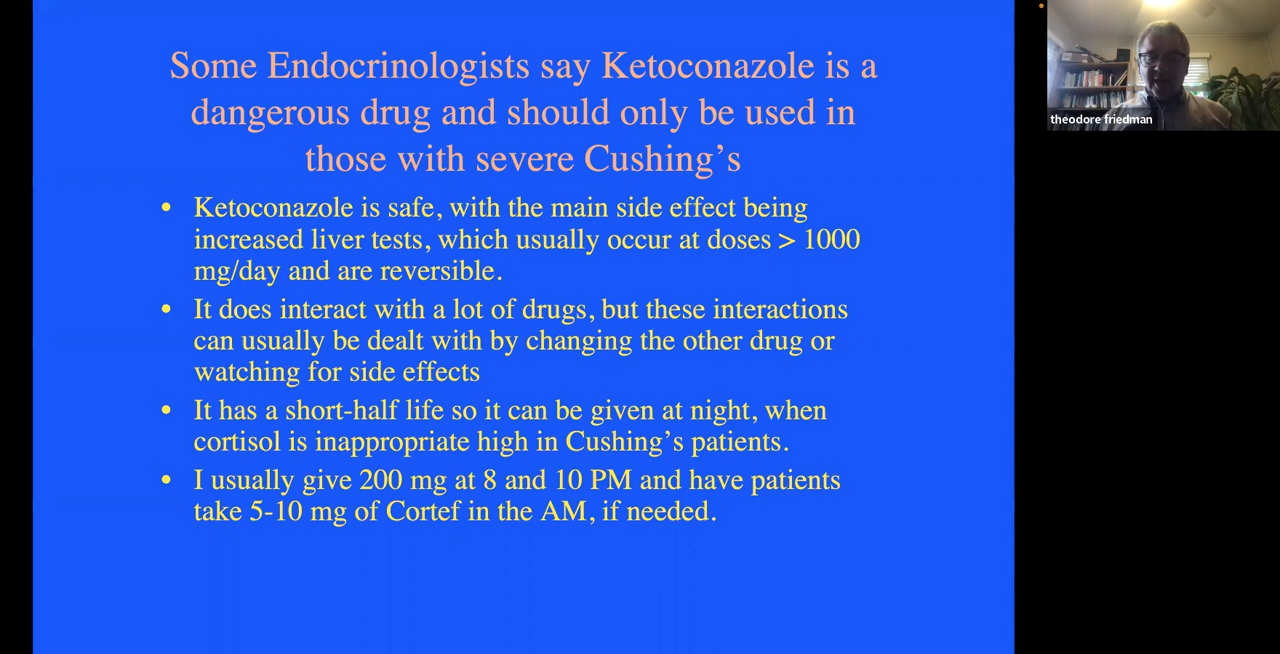 Some Endocrinologists say Ketoconazole is a
dangerous drug and should only be used in
those with severe Cushing’s
• Ketoconazole is safe, with the main side effect being
increased liver tests, which usually occur at doses > 1000
mg/day and are reversible.
• It does interact with a lot of drugs, but these interactions
can usually be dealt with by changing the other drug or
watching for side effects
• It has a short-half life so it can be given at night, when
cortisol is inappropriate high in Cushing’s patients.
• I usually give 200 mg at 8 and 10 PM and have patients
take 5-10 mg of Cortef in the AM, if needed.
theodore friedman